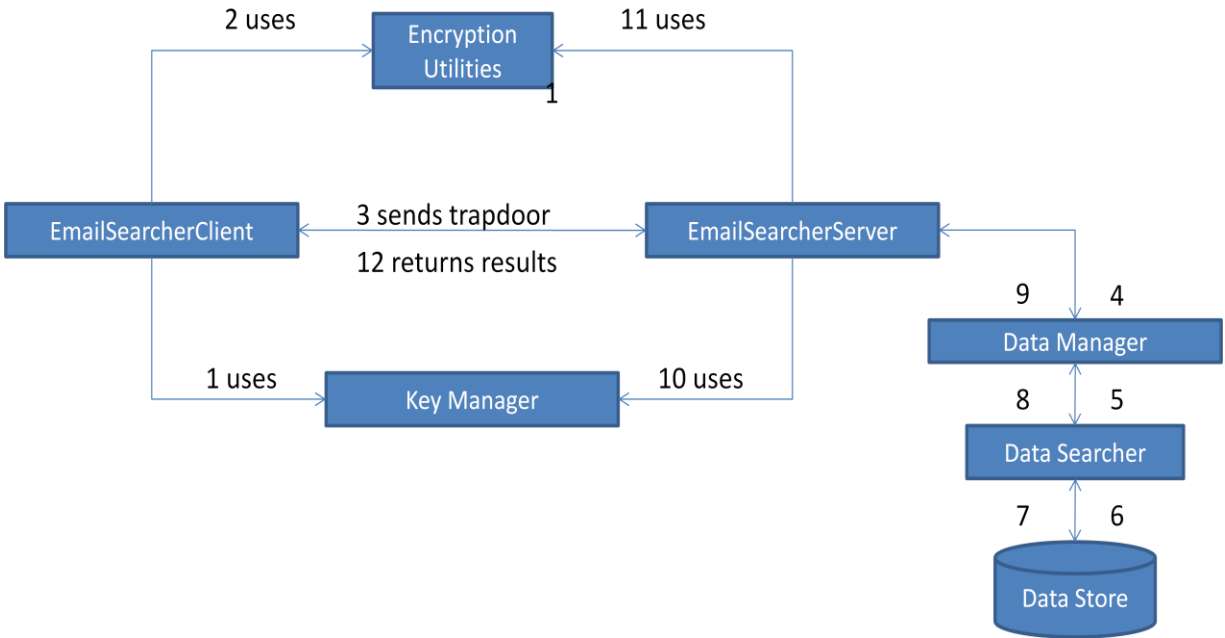 2 uses
Encryption
Utilities
11 uses
1
EmailSearcherClient
3 sends trapdoor
EmailSearcherServer
12 returns results
9
4
Data Manager
1 uses
Key Manager
10 uses
8
5
Data Searcher
7
6
Data Store